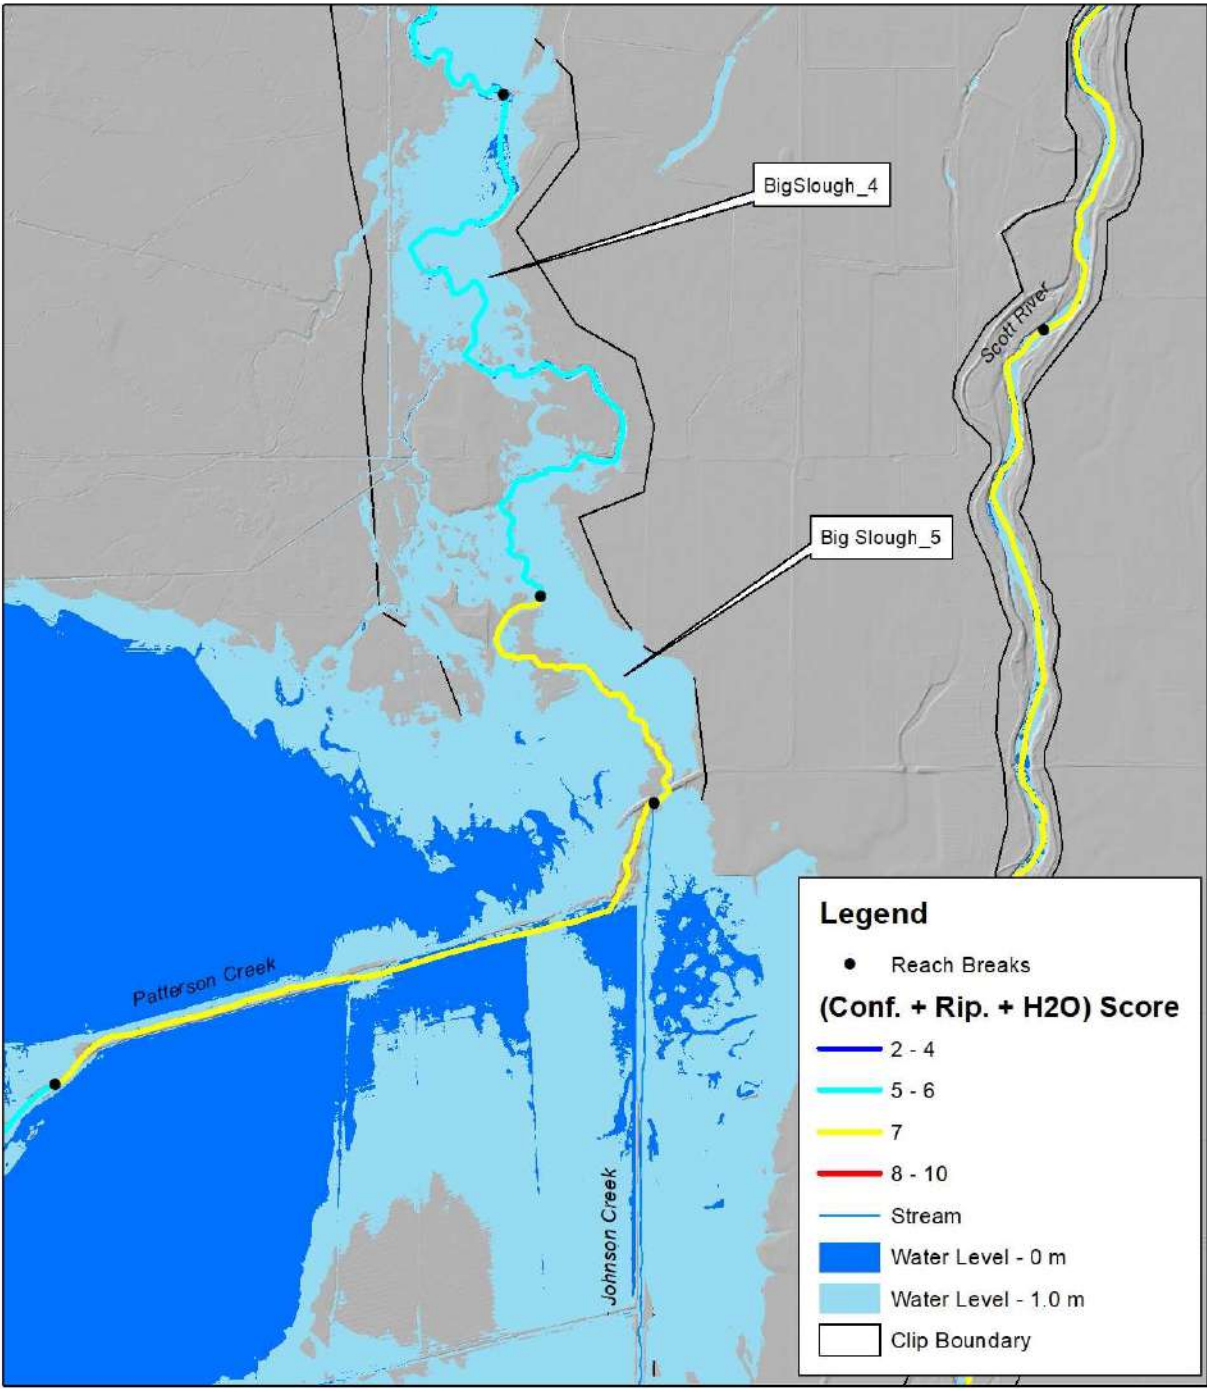 BigSlough_4
Scott River
Big Slough_5
Patterson Creek
Johnson Creek
Legend
Reach Breaks
(Conf. + Rip. + H2O) Score
2 - 4
5 - 6
7
8 - 10
Stream
Water Level - 0 m
Water Level - 1.0 m
Clip Boundary